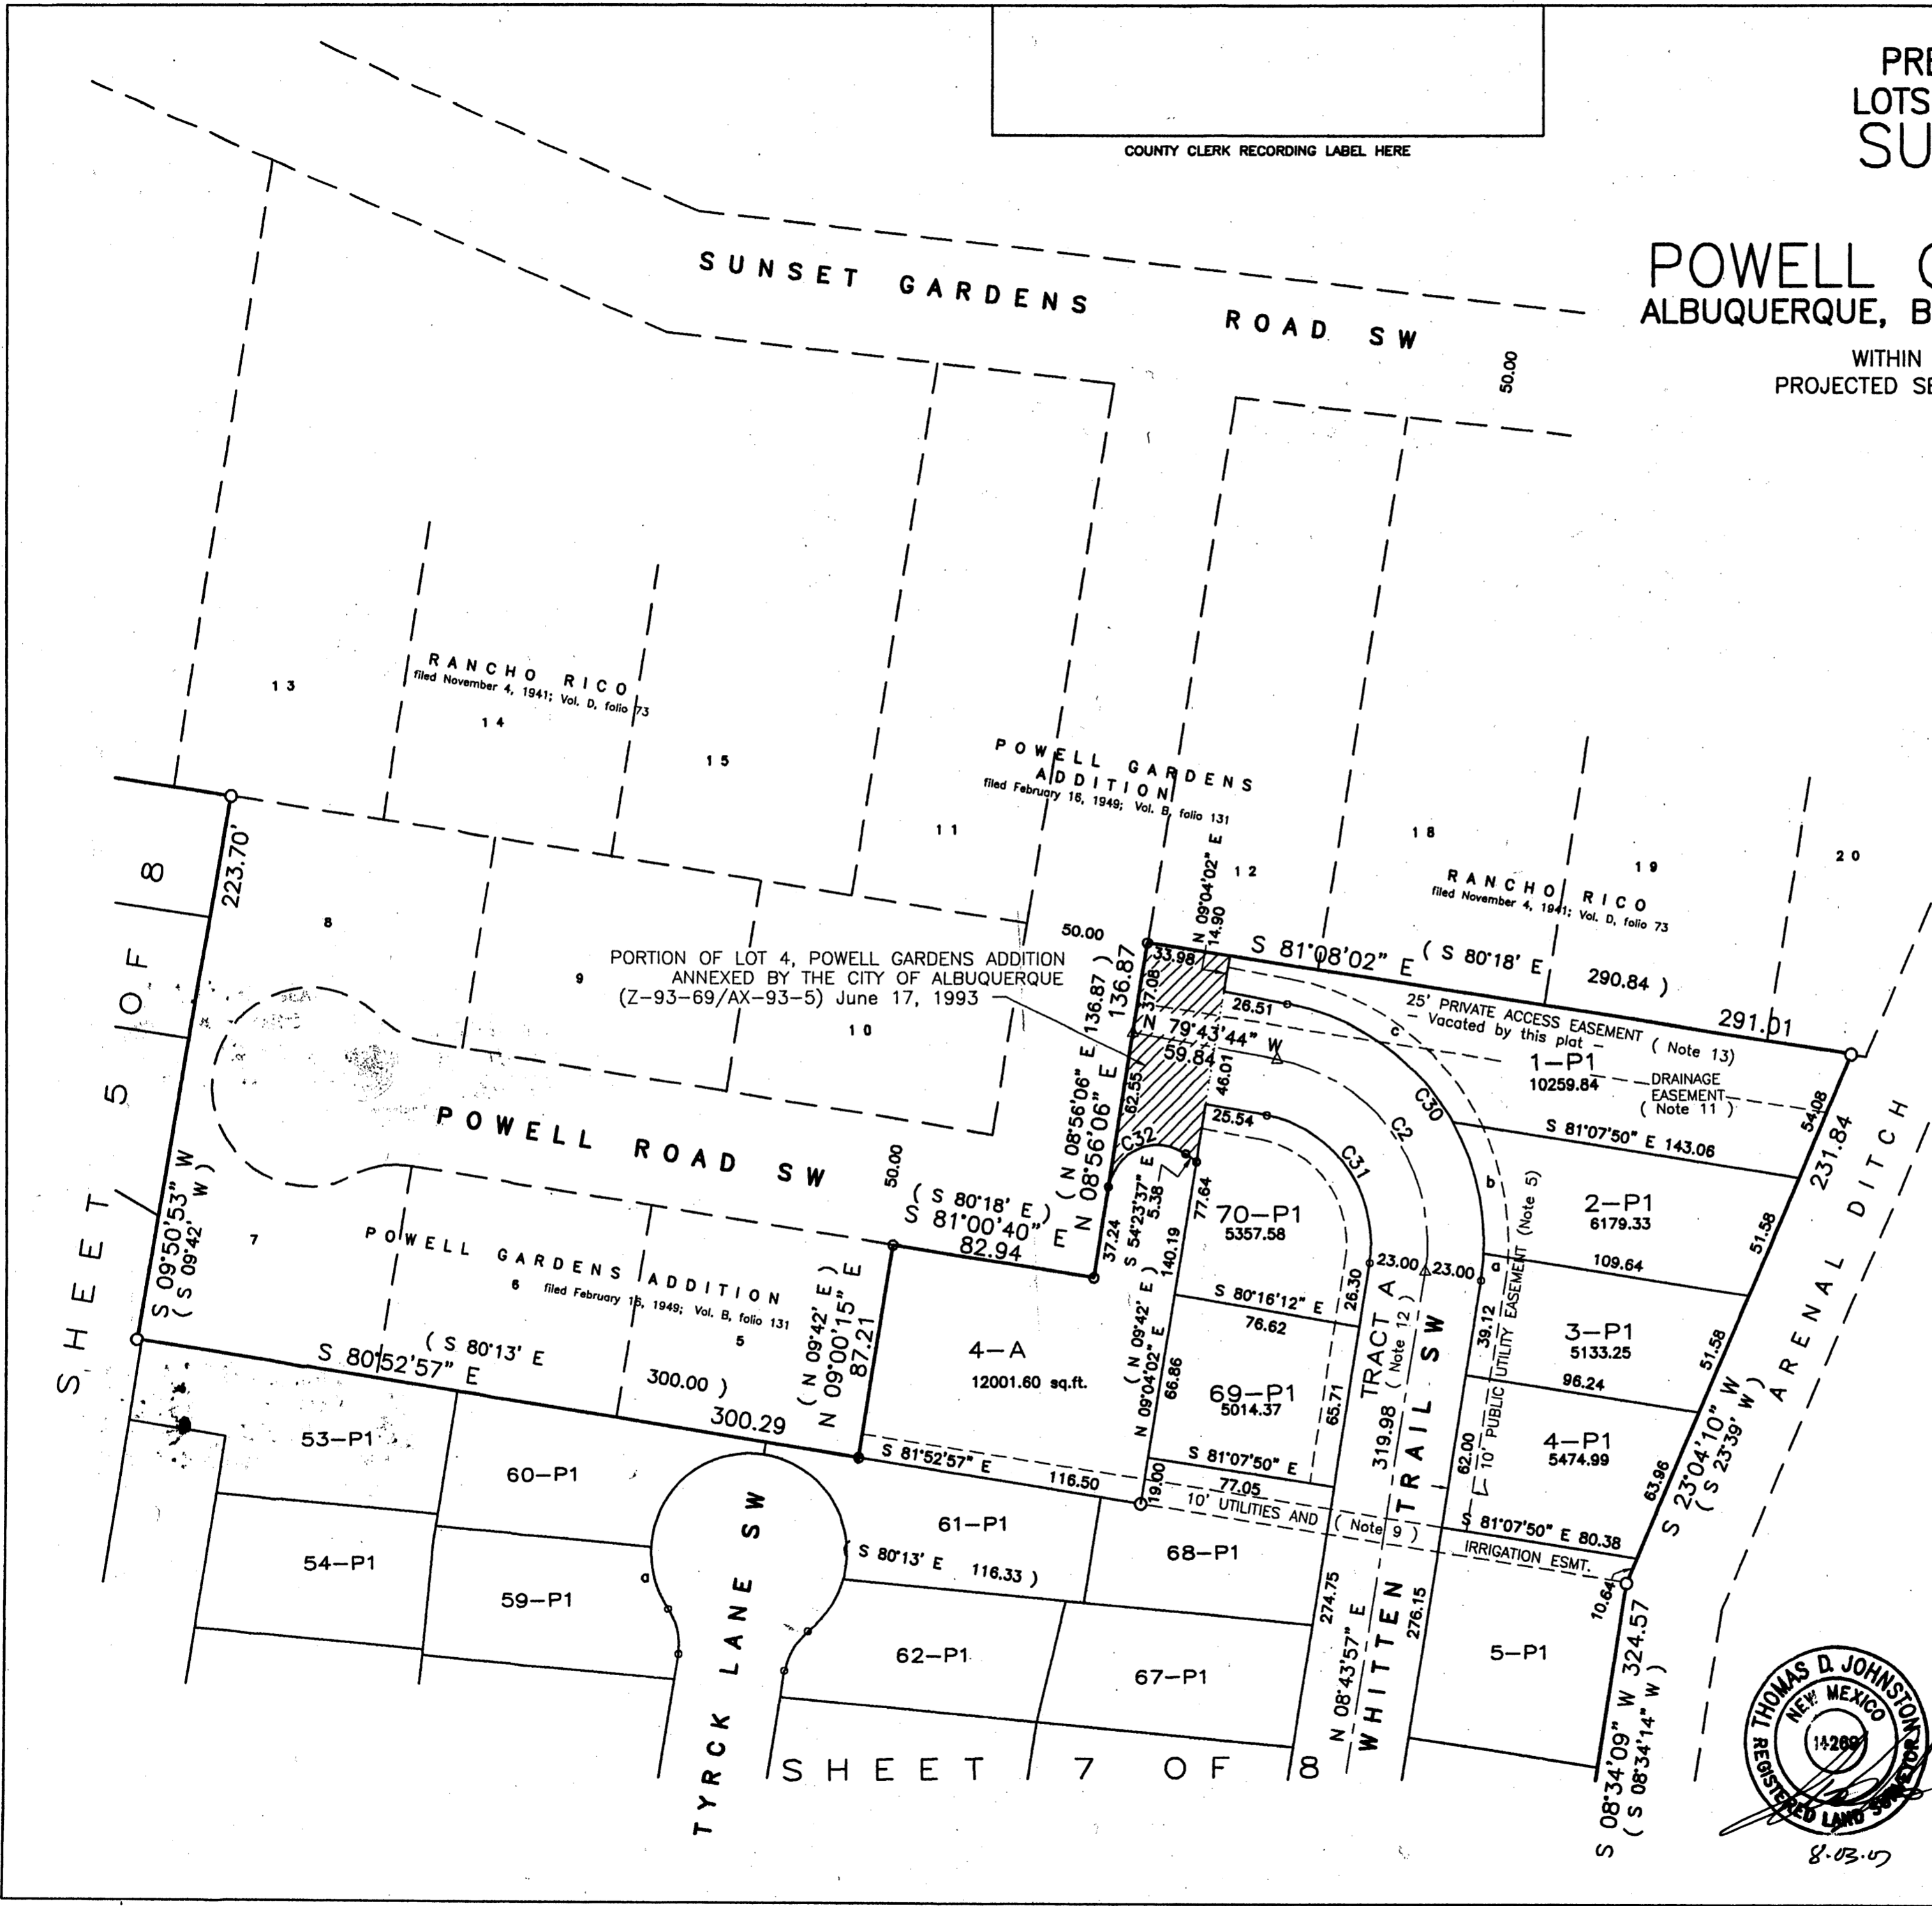 COUNTY CLERK RECORDING LABEL HERE
PRE
LOTS
SU
POWELL
ALBUQUERQUE, B
WITHIN
PROJECTED SE
SUNSET GARDENS ROAD SW
50.00
13
RANCHO RICO
filed November 4, 1941; Vol. D, folio 73
14
15
11
POWELL GARDENS
ADDITION
filed February 16, 1949; Vol. B, folio 131
12
18
19
20
RANCHO RICO
filed November 4, 1941; Vol. D, folio 73
SHEET 5 OF 8
223.70'
S 09°50'53" W
( S 09°42' W )
8
9
10
PORTION OF LOT 4, POWELL GARDENS ADDITION
ANNEXED BY THE CITY OF ALBUQUERQUE
(Z-93-69/AX-93-5) June 17, 1993
50.00
N 09°04'02" E
14.90
33.98
S 81°08'02" E
( S 80°18' E
290.84 )
291.01
25' PRIVATE ACCESS EASEMENT ( Note 13)
- Vacated by this plat -
1-P1
10259.84
DRAINAGE
EASEMENT
( Note 11 )
54.08
( N 08°56'06" E 136.87 )
N 08°56'06" E 136.87
37.08
N 79°43'44" W
59.84
62.55
46.01
26.51
25.54
c
C30
C2
C31
C32
S 81°07'50" E 143.06
231.84
ARENAL DITCH
POWELL ROAD SW
50.00
( S 80°18' E )
S 81°00'40" E
82.94
37.24
S 54°23'37" E
5.38
77.64
140.19
70-P1
5357.58
b
2-P1
6179.33
51.58
109.64
a
23.00
23.00
7
POWELL GARDENS ADDITION
filed February 16, 1949; Vol. B, folio 131
6
5
( N 09°42' E )
N 09°00'15" E
87.21
S 80°16'12" E
76.62
26.30
TRACT A
( Note 12 )
39.12
10' PUBLIC UTILITY EASEMENT (Note 5)
3-P1
5133.25
51.58
96.24
( S 80°13' E
S 80°52'57" E
300.00 )
300.29
4-A
12001.60 sq.ft.
( N 09°42' E )
N 09°04'02" E
66.86
69-P1
5014.37
65.71
319.98
62.00
4-P1
5474.99
63.96
S 23°04'10" W
( S 23°39' W )
S 81°52'57" E
116.50
19.00
S 81°07'50" E
77.05
10' UTILITIES AND ( Note 9 )
IRRIGATION ESMT.
S 81°07'50" E 80.38
10.64
53-P1
60-P1
61-P1
( S 80°13' E 116.33 )
68-P1
54-P1
59-P1
a
62-P1
67-P1
5-P1
274.75
276.15
N 08°43'57" E
WHITTEN TRAIL SW
TYRCK LANE SW
SHEET 7 OF 8
S 08°34'09" W 324.57
( S 08°34'14" W )
THOMAS D. JOHNSTON
NEW MEXICO
14269
REGISTERED LAND SURVEYOR
8-03-07